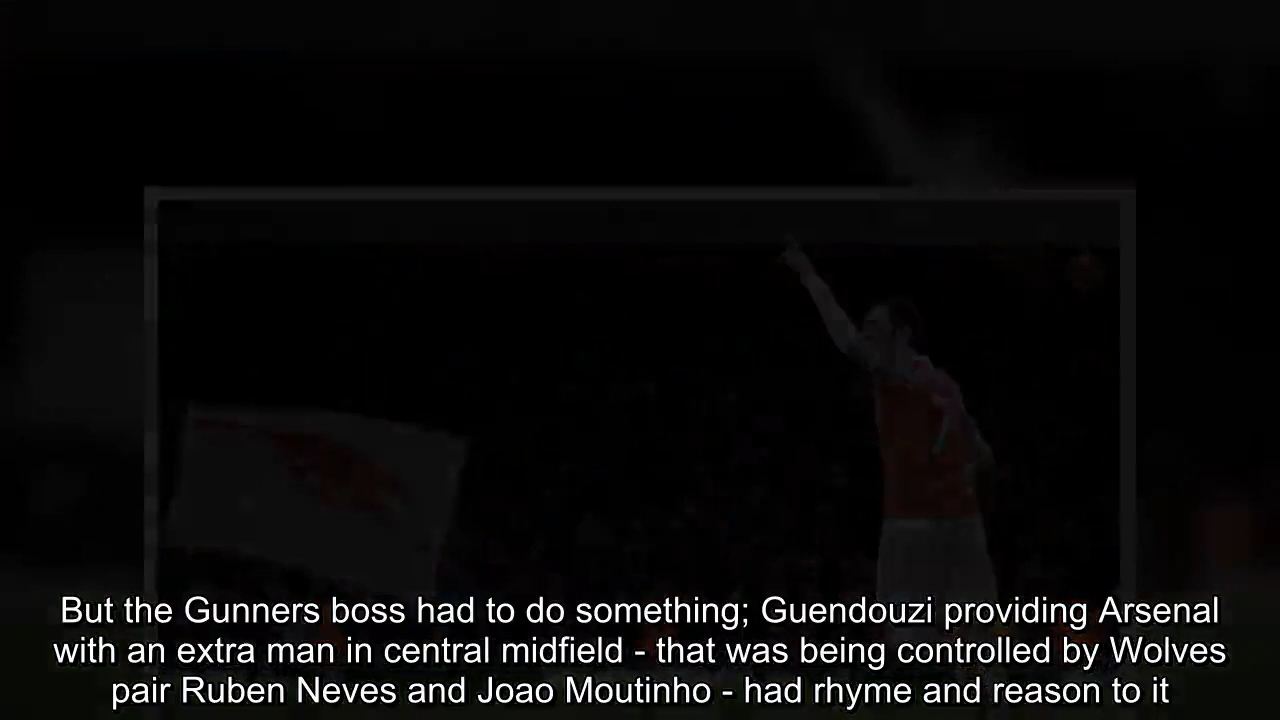 But the Gunners boss had to do something; Guendouzi providing Arsenal
with an extra man in central midfield - that was being controlled by Wolves
pair Ruben Neves and Joao Moutinho - had rhyme and reason to it